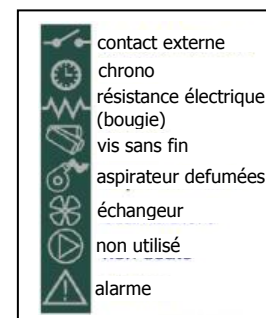 contact externe
chrono
résistance électrique
(bougie)
vis sans fin
aspirateur defumées
échangeur
non utilisé
alarme